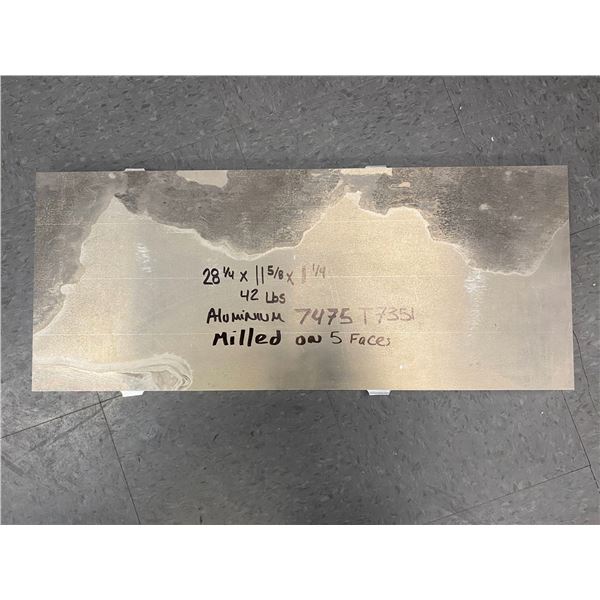 28 1/4 x 11 5/8 x 1 1/4
42 Lbs
Aluminium 7475 T7351
Milled on 5 Faces